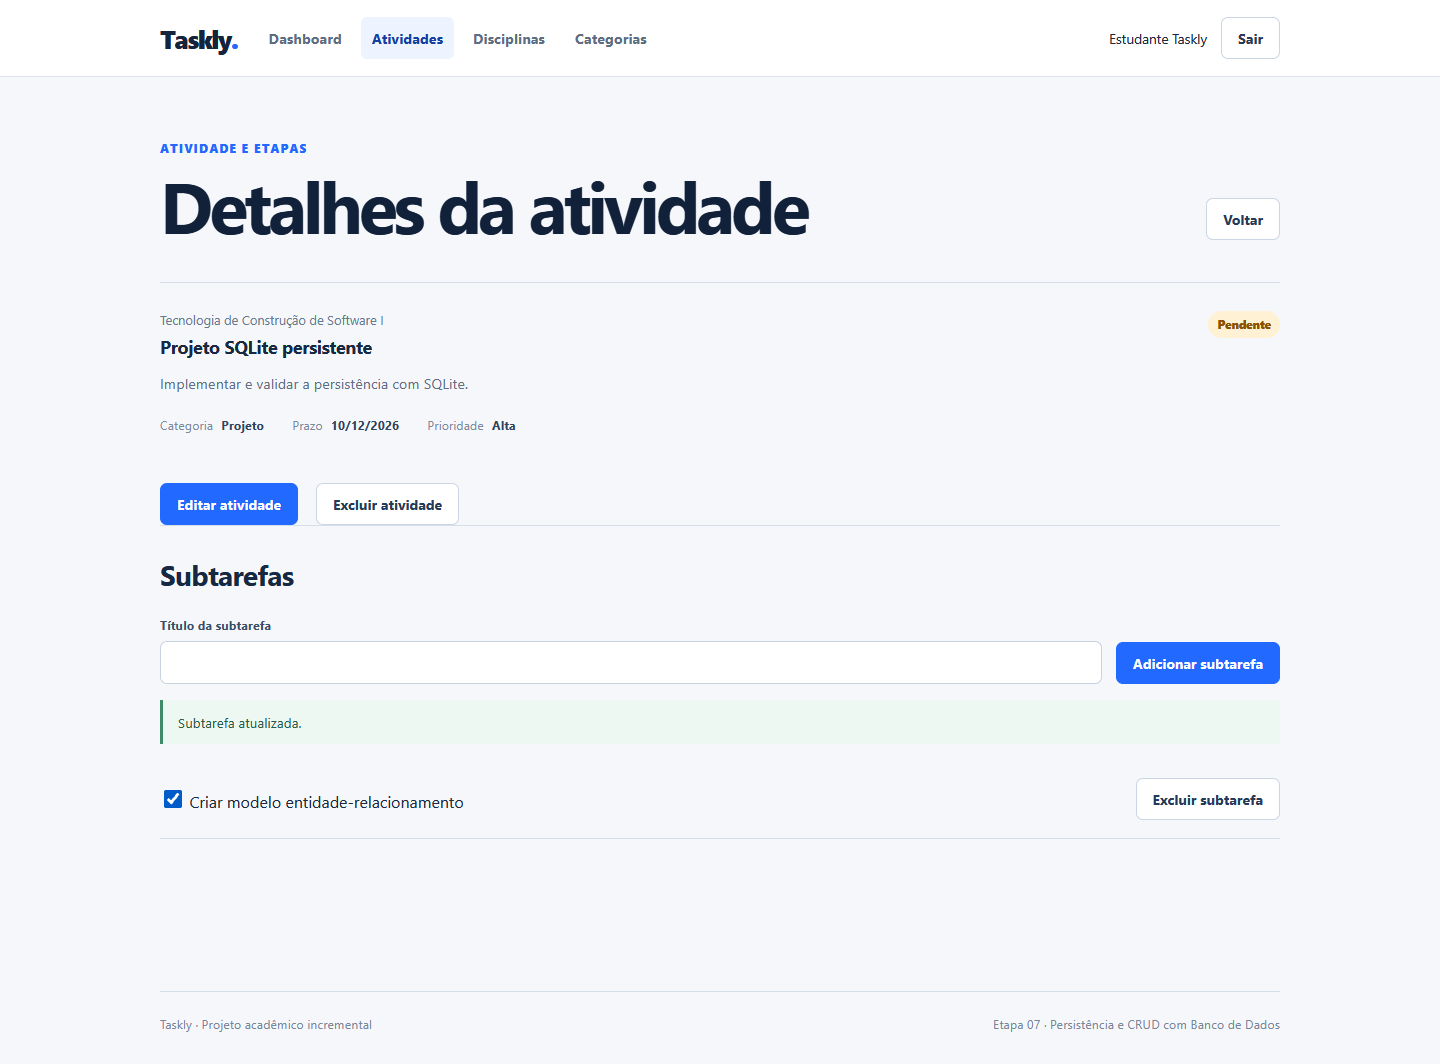 Taskly. Dashboard Atividades Disciplinas Categorias Estudante Taskly Sair
ATIVIDADE E ETAPAS
Detalhes da atividade
Voltar
Tecnologia de Construção de Software I
Pendente
Projeto SQLite persistente
Implementar e validar a persistência com SQLite.
Categoria Projeto Prazo 10/12/2026 Prioridade Alta
Editar atividade Excluir atividade
Subtarefas
Título da subtarefa
Adicionar subtarefa
Subtarefa atualizada.
Criar modelo entidade-relacionamento Excluir subtarefa
Taskly · Projeto acadêmico incremental Etapa 07 · Persistência e CRUD com Banco de Dados